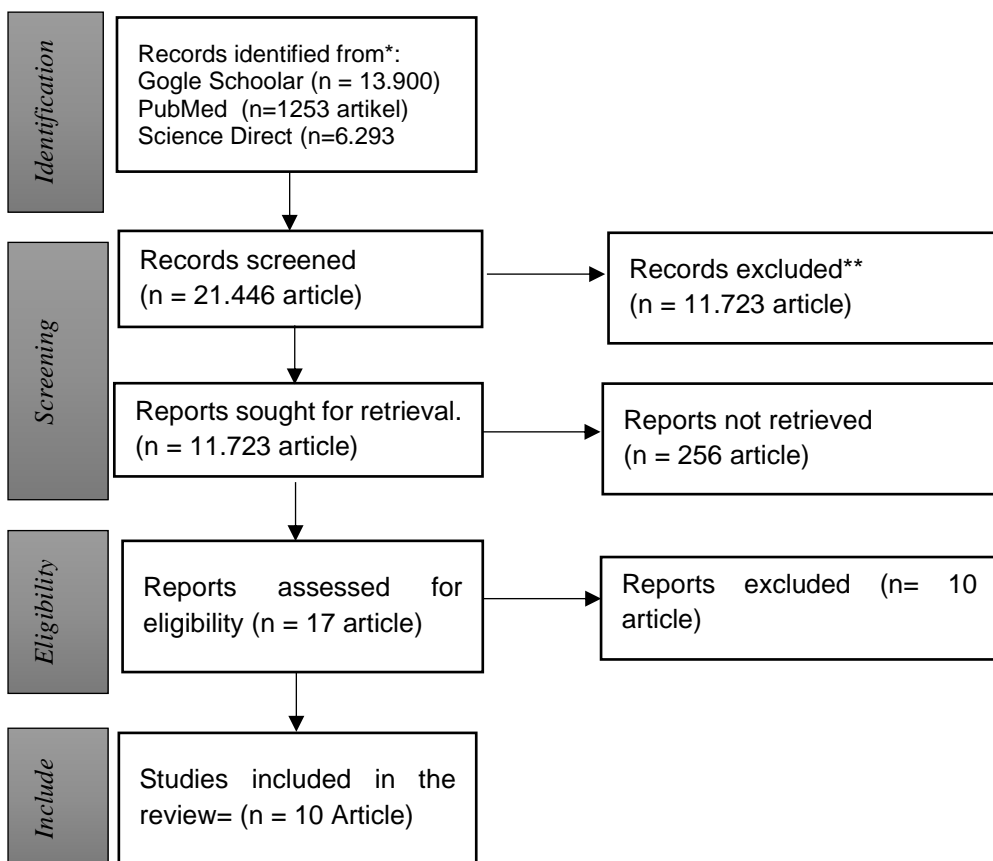 Identification
Records identified from*:
Gogle Schoolar (n = 13.900)
PubMed (n=1253 artikel)
Science Direct (n=6.293
Screening
Records screened
(n = 21.446 article)
Records excluded**
(n = 11.723 article)
Reports sought for retrieval.
(n = 11.723 article)
Reports not retrieved
(n = 256 article)
Eligibility
Reports assessed for
eligibility (n = 17 article)
Reports excluded (n= 10
article)
Include
Studies included in the
review= (n = 10 Article)